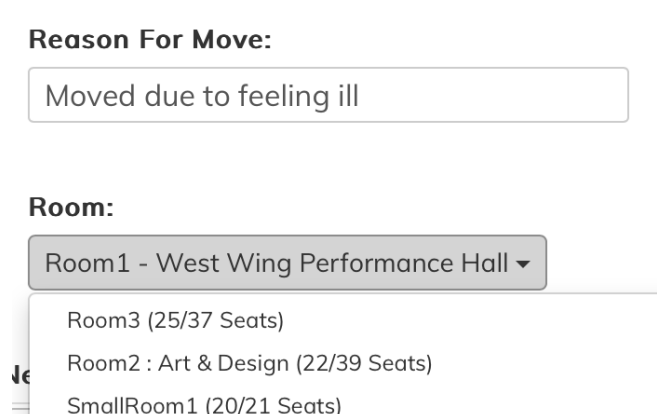 Reason For Move:
Moved due to feeling ill
Room:
Room1 - West Wing Performance Hall
Room3 (25/37 Seats)
Room2 : Art & Design (22/39 Seats)
SmallRoom1 (20/21 Seats)